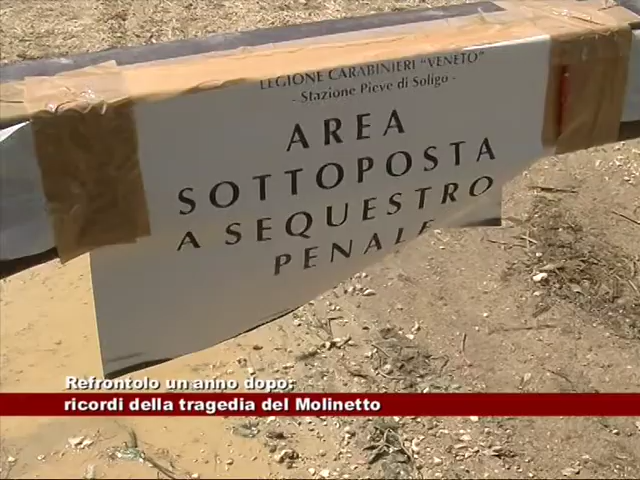 LEGIONE CARABINIERI "VENETO"
- Stazione Pieve di Soligo -
AREA
SOTTOPOSTA
A SEQUESTRO
PENALE
Refrontolo un anno dopo:
ricordi della tragedia del Molinetto